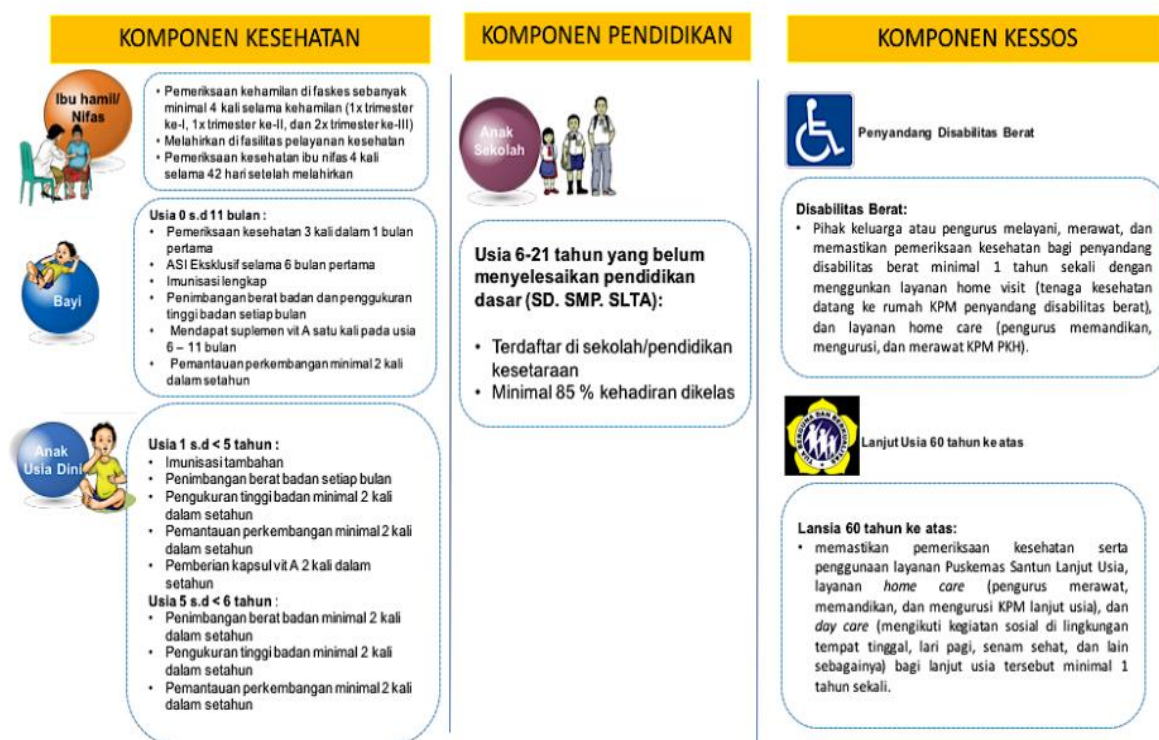 KOMPONEN KESEHATAN
Ibu hamil/
Nifas
• Pemeriksaan kehamilan di faskes sebanyak
minimal 4 kali selama kehamilan (1x trimester
ke-I, 1x trimester ke-II, dan 2x trimester ke-III)
• Melahirkan di fasilitas pelayanan kesehatan
• Pemeriksaan kesehatan ibu nifas 4 kali
selama 42 hari setelah melahirkan
Bayi
Usia 0 s.d 11 bulan :
• Pemeriksaan kesehatan 3 kali dalam 1 bulan
pertama
• ASI Eksklusif selama 6 bulan pertama
• Imunisasi lengkap
• Penimbangan berat badan dan penggukuran
tinggi badan setiap bulan
• Mendapat suplemen vit A satu kali pada usia
6 – 11 bulan
• Pemantauan perkembangan minimal 2 kali
dalam setahun
Anak
Usia Dini
Usia 1 s.d < 5 tahun :
• Imunisasi tambahan
• Penimbangan berat badan setiap bulan
• Pengukuran tinggi badan minimal 2 kali
dalam setahun
• Pemantauan perkembangan minimal 2 kali
dalam setahun
• Pemberian kapsul vit A 2 kali dalam
setahun
Usia 5 s.d < 6 tahun :
• Penimbangan berat badan minimal 2 kali
dalam setahun
• Pengukuran tinggi badan minimal 2 kali
dalam setahun
• Pemantauan perkembangan minimal 2 kali
dalam setahun
KOMPONEN PENDIDIKAN
Anak
Sekolah
Usia 6-21 tahun yang belum
menyelesaikan pendidikan
dasar (SD. SMP. SLTA):
• Terdaftar di sekolah/pendidikan
kesetaraan
• Minimal 85 % kehadiran dikelas
KOMPONEN KESSOS
Penyandang Disabilitas Berat
Disabilitas Berat:
• Pihak keluarga atau pengurus melayani, merawat, dan
memastikan pemeriksaan kesehatan bagi penyandang
disabilitas berat minimal 1 tahun sekali dengan
menggunkan layanan home visit (tenaga kesehatan
datang ke rumah KPM penyandang disabilitas berat),
dan layanan home care (pengurus memandikan,
mengurusi, dan merawat KPM PKH).
TUA BERGUNA DAN BERKUALITAS
Lanjut Usia 60 tahun ke atas
Lansia 60 tahun ke atas:
• memastikan pemeriksaan kesehatan serta
penggunaan layanan Puskemas Santun Lanjut Usia,
layanan home care (pengurus merawat,
memandikan, dan mengurusi KPM lanjut usia), dan
day care (mengikuti kegiatan sosial di lingkungan
tempat tinggal, lari pagi, senam sehat, dan lain
sebagainya) bagi lanjut usia tersebut minimal 1
tahun sekali.